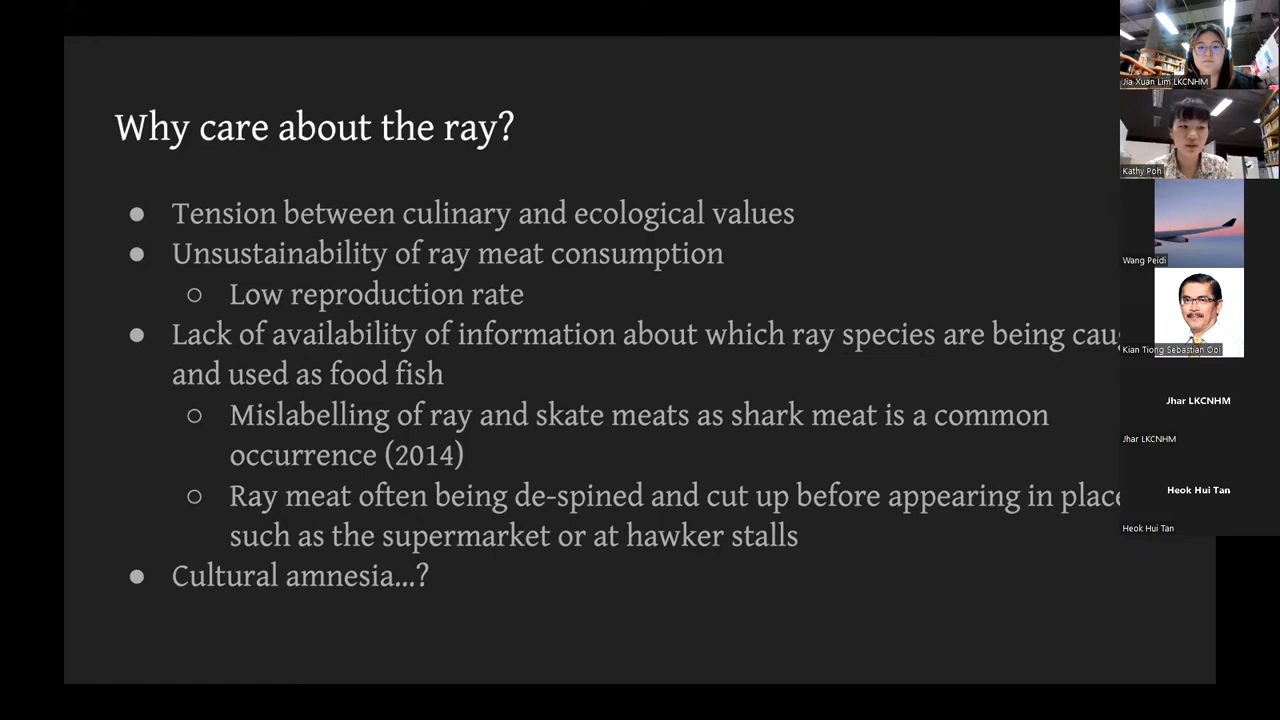 Why care about the ray?
● Tension between culinary and ecological values
● Unsustainability of ray meat consumption
○ Low reproduction rate
● Lack of availability of information about which ray species are being
and used as food fish
○ Mislabelling of ray and skate meats as shark meat is a common
occurrence (2014)
○ Ray meat often being de-spined and cut up before appearing in
such as the supermarket or at hawker stalls
● Cultural amnesia...?
Jia Xuan Lim LKCNHM
Kathy Poh
Wang Peidi
Kian Tiong Sebastian Ooi
Jhar LKCNHM
Jhar LKCNHM
Heok Hui Tan
Heok Hui Tan